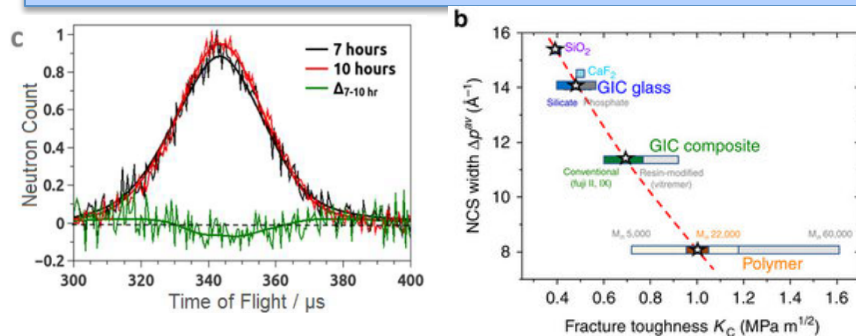 c
Neutron Count
1
0.8
0.6
0.4
0.2
0
−0.2
7 hours
10 hours
Δ7-10 hr
300
320
340
360
380
400
Time of Flight / µs
b
NCS width Δp^av (Å⁻¹)
16
14
12
10
8
SiO₂
CaF₂
GIC glass
Silicate Phosphate
GIC composite
Conventional
(fuji II, IX)
Resin-modified
(vitremer)
Mn 5,000
Mn 22,000
Mn 60,000
Polymer
0.4
0.6
0.8
1.0
1.2
1.4
1.6
Fracture toughness K_C (MPa m^1/2)